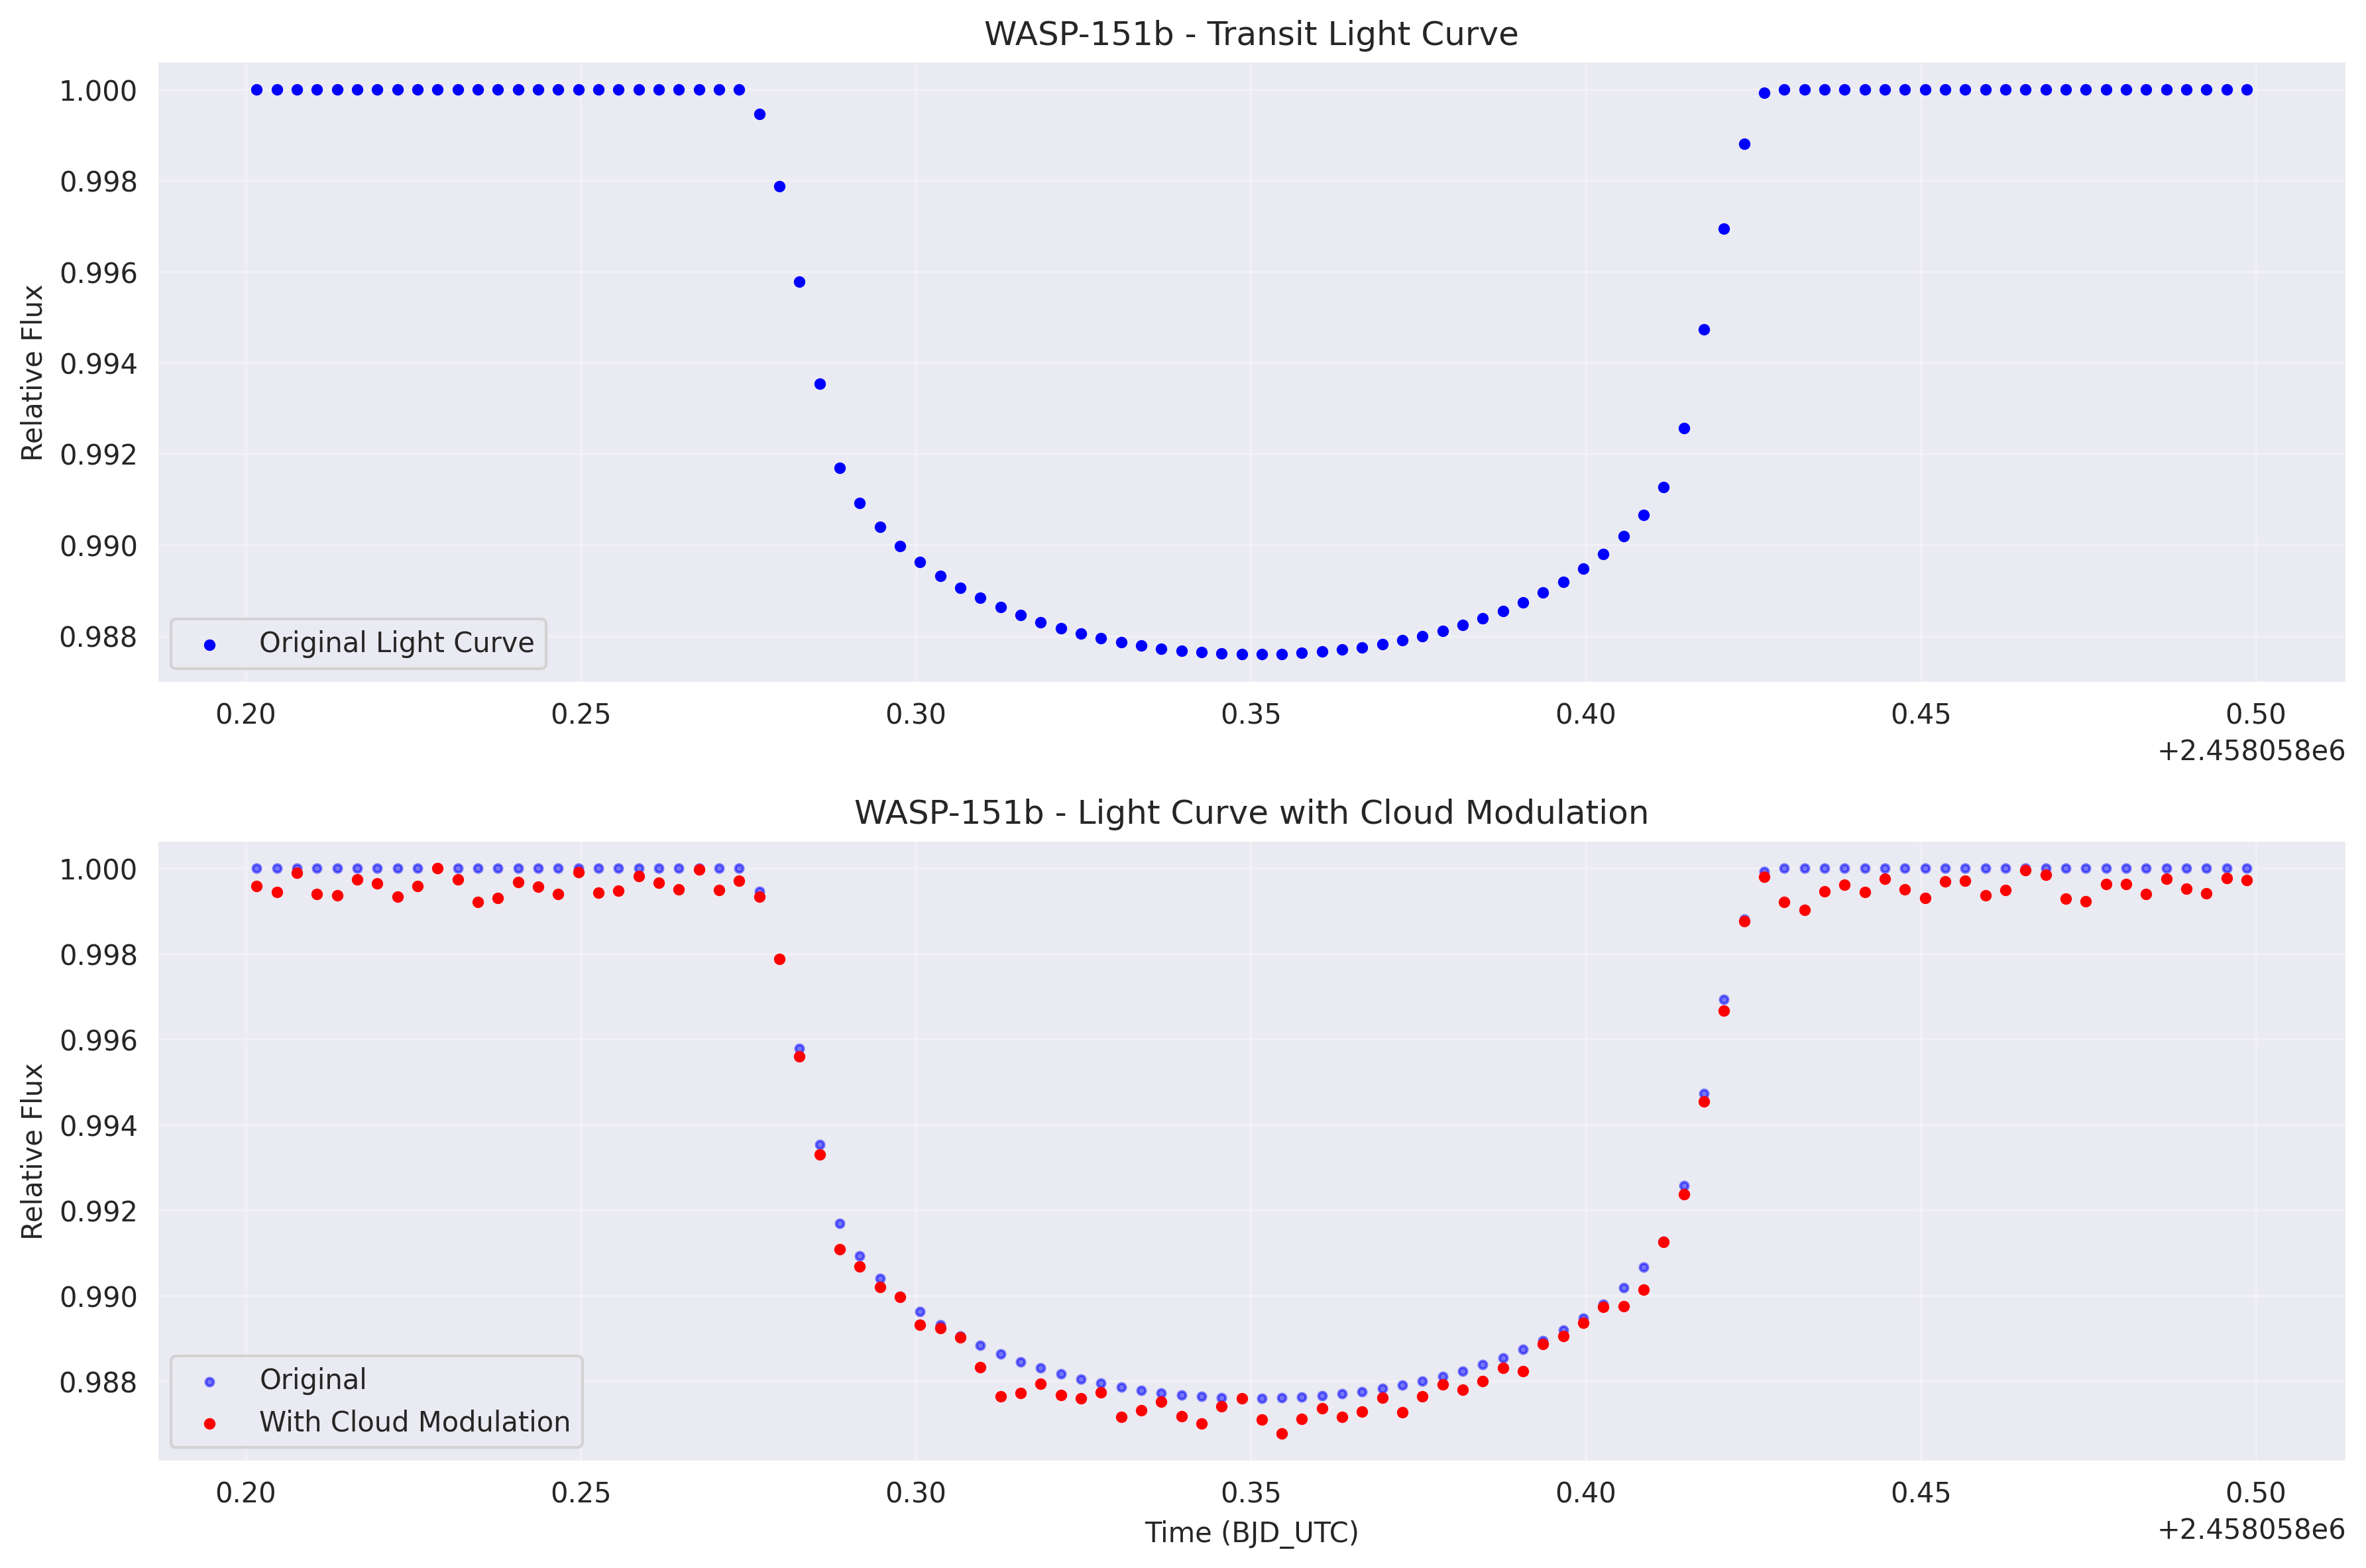 WASP-151b - Transit Light Curve
Relative Flux
1.000
0.998
0.996
0.994
0.992
0.990
0.988
Original Light Curve
0.20 0.25 0.30 0.35 0.40 0.45 0.50
+2.458058e6
WASP-151b - Light Curve with Cloud Modulation
Relative Flux
1.000
0.998
0.996
0.994
0.992
0.990
0.988
Original
With Cloud Modulation
0.20 0.25 0.30 0.35 0.40 0.45 0.50
Time (BJD_UTC)
+2.458058e6